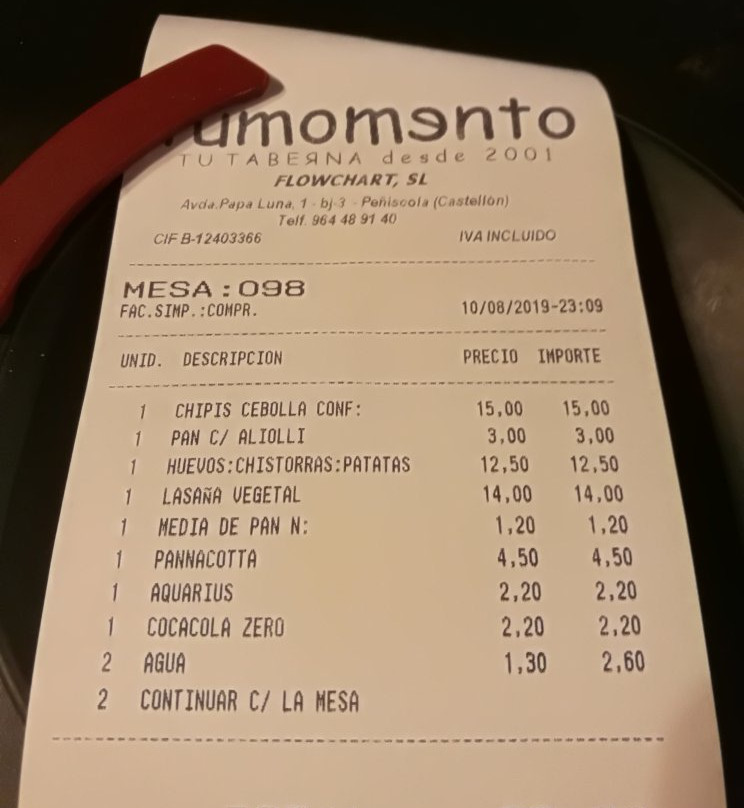 umomento
TU TABERNA desde 2001
FLOWCHART, SL
Avda.Papa Luna, 1 - bj-3 - Peñiscola (Castellón)
Telf. 964 48 91 40
CIF B-12403366 IVA INCLUIDO
MESA:098
FAC.SIMP.:COMPR. 10/08/2019-23:09
UNID. DESCRIPCION PRECIO IMPORTE
1 CHIPIS CEBOLLA CONF: 15,00 15,00
1 PAN C/ ALIOLLI 3,00 3,00
1 HUEVOS:CHISTORRAS:PATATAS 12,50 12,50
1 LASAÑA VEGETAL 14,00 14,00
1 MEDIA DE PAN N: 1,20 1,20
1 PANNACOTTA 4,50 4,50
1 AQUARIUS 2,20 2,20
1 COCACOLA ZERO 2,20 2,20
2 AGUA 1,30 2,60
2 CONTINUAR C/ LA MESA